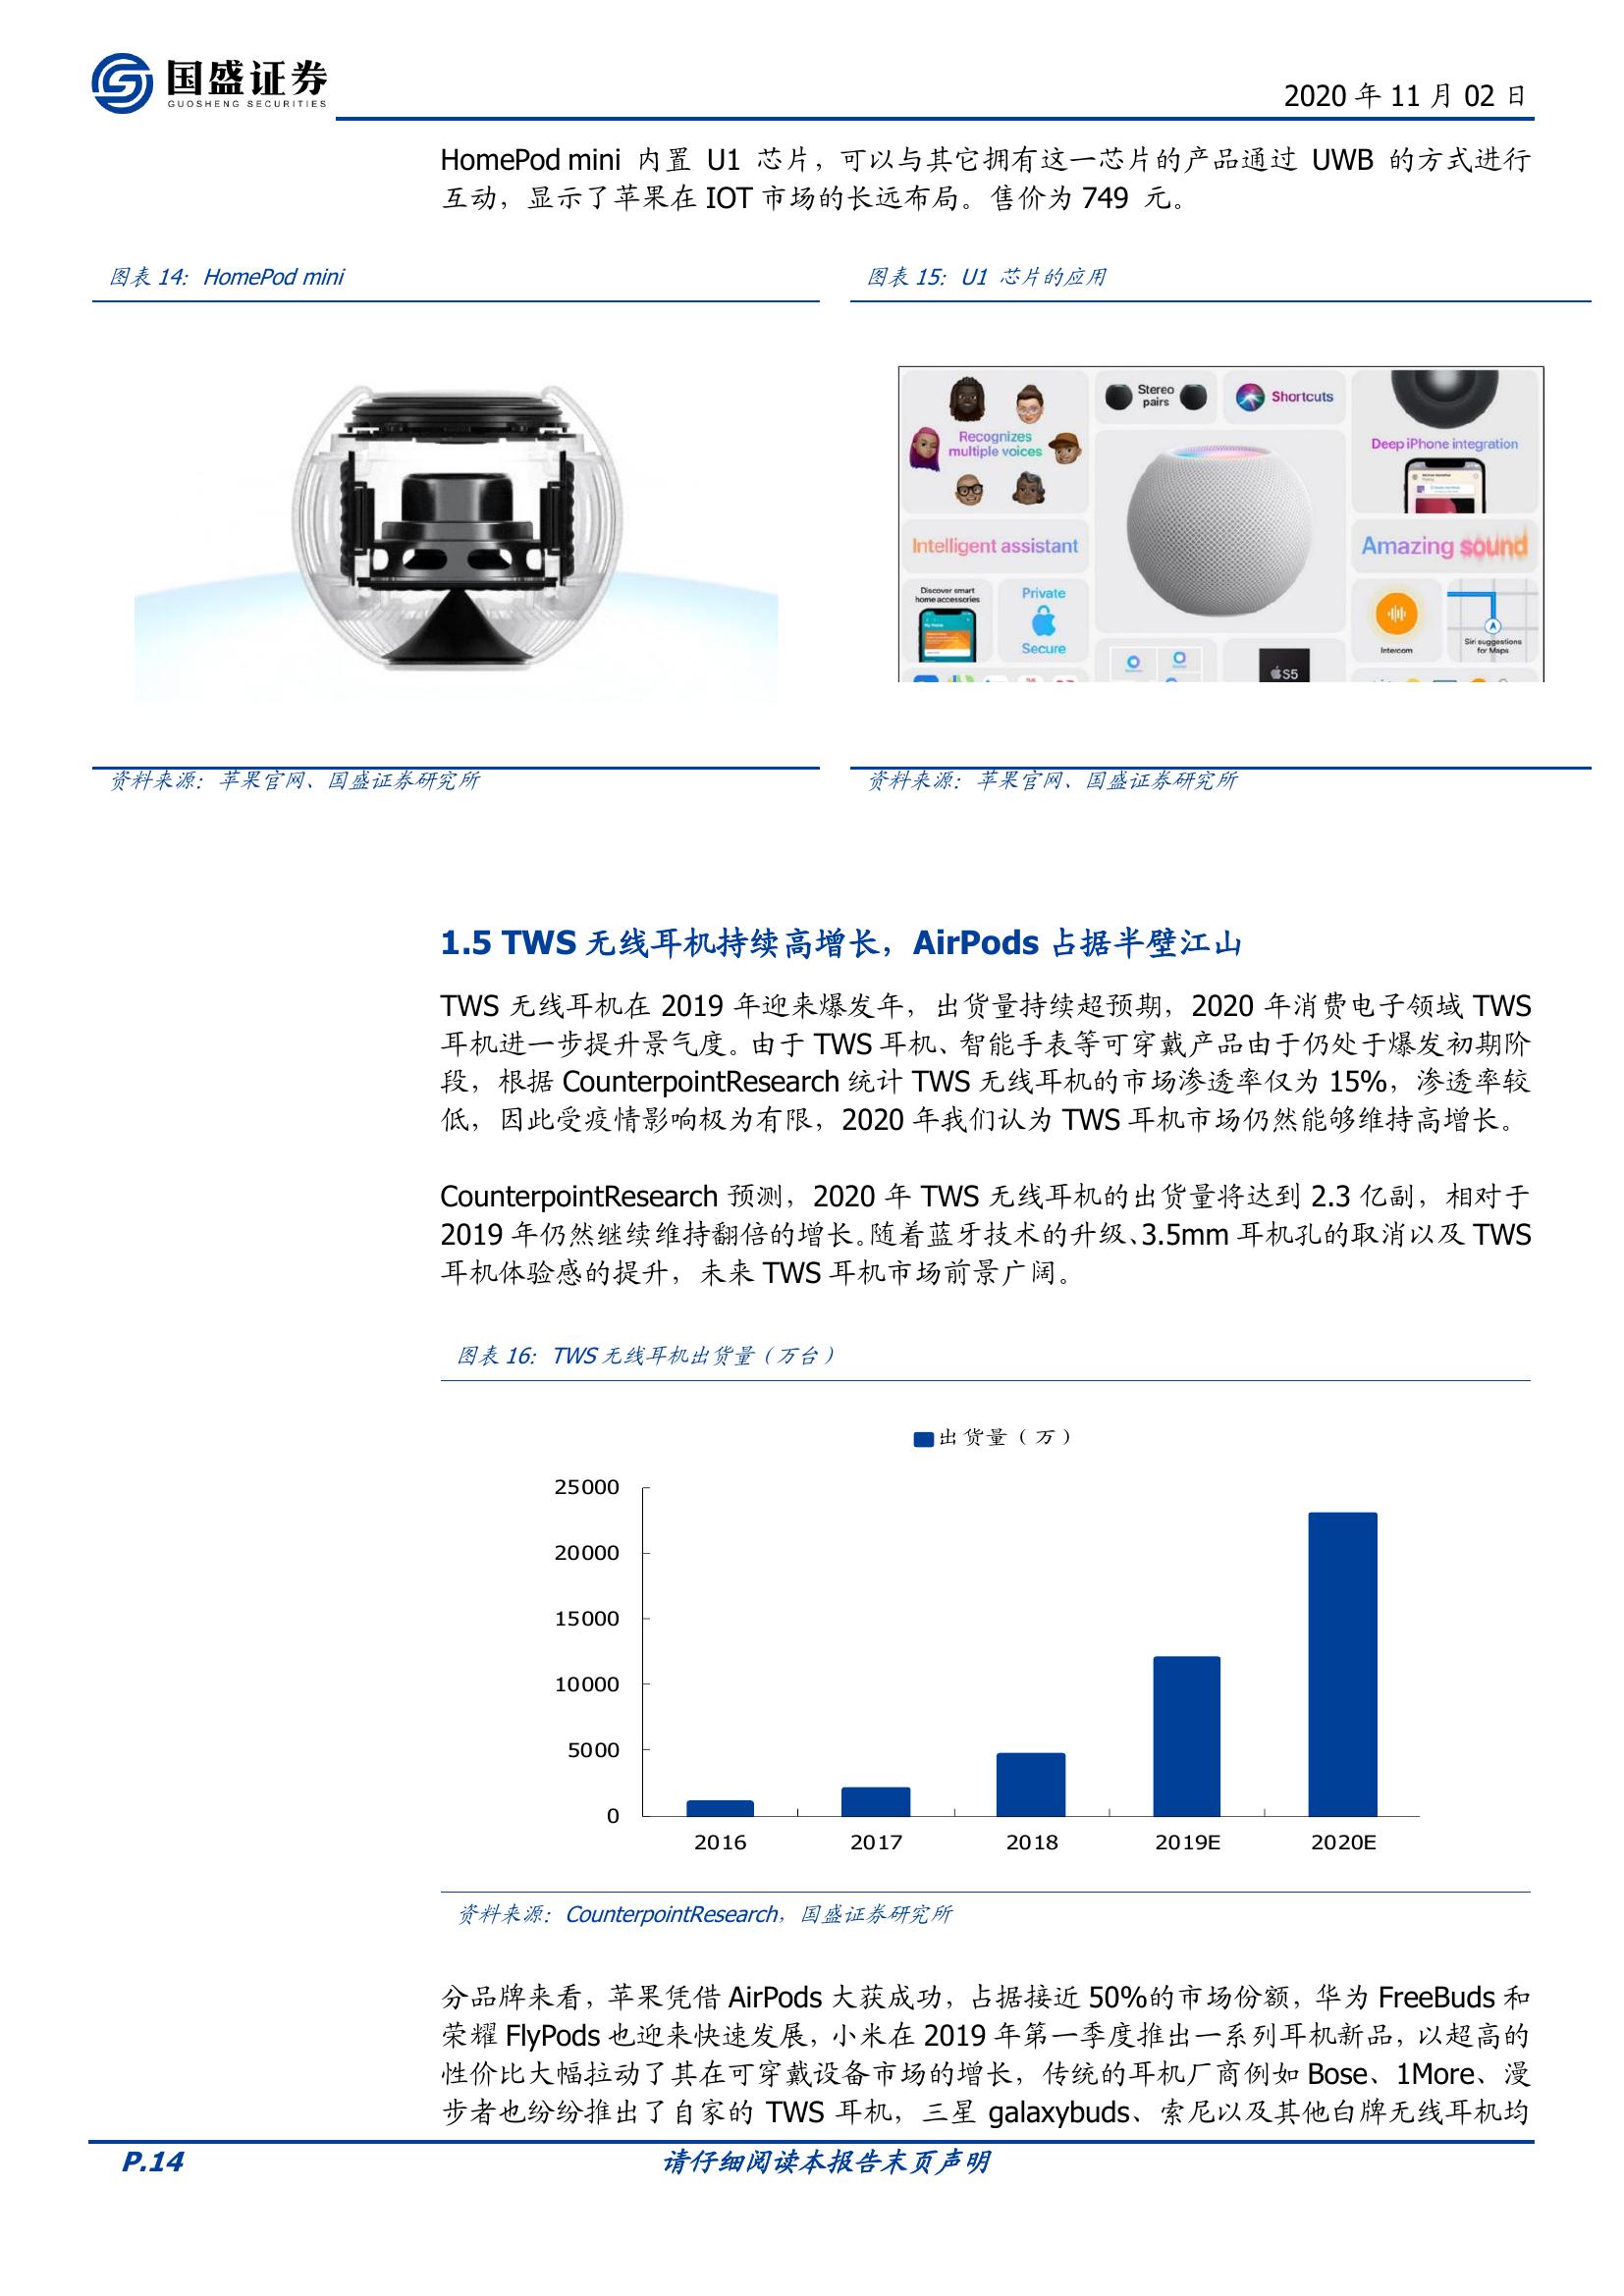 国盛证券
GUOSHENG SECURITIES
2020 年 11 月 02 日
HomePod mini 内置 U1 芯片，可以与其它拥有这一芯片的产品通过 UWB 的方式进行
互动，显示了苹果在 IOT 市场的长远布局。售价为 749 元。
图表 14：HomePod mini
图表 15：U1 芯片的应用
Recognizes
multiple voices
Stereo
pairs
Shortcuts
Deep iPhone integration
Intelligent assistant
Amazing sound
Discover smart
home accessories
Private
Secure
Intercom
Siri suggestions
for Maps
S5
资料来源：苹果官网、国盛证券研究所
资料来源：苹果官网、国盛证券研究所
1.5 TWS 无线耳机持续高增长，AirPods 占据半壁江山
TWS 无线耳机在 2019 年迎来爆发年，出货量持续超预期，2020 年消费电子领域 TWS
耳机进一步提升景气度。由于 TWS 耳机、智能手表等可穿戴产品由于仍处于爆发初期阶
段，根据 CounterpointResearch 统计 TWS 无线耳机的市场渗透率仅为 15%，渗透率较
低，因此受疫情影响极为有限，2020 年我们认为 TWS 耳机市场仍然能够维持高增长。
CounterpointResearch 预测，2020 年 TWS 无线耳机的出货量将达到 2.3 亿副，相对于
2019 年仍然继续维持翻倍的增长。随着蓝牙技术的升级、3.5mm 耳机孔的取消以及 TWS
耳机体验感的提升，未来 TWS 耳机市场前景广阔。
图表 16：TWS 无线耳机出货量（万台）
出货量（万）
25000
20000
15000
10000
5000
0
2016 2017 2018 2019E 2020E
资料来源：CounterpointResearch，国盛证券研究所
分品牌来看，苹果凭借 AirPods 大获成功，占据接近 50%的市场份额，华为 FreeBuds 和
荣耀 FlyPods 也迎来快速发展，小米在 2019 年第一季度推出一系列耳机新品，以超高的
性价比大幅拉动了其在可穿戴设备市场的增长，传统的耳机厂商例如 Bose、1More、漫
步者也纷纷推出了自家的 TWS 耳机，三星 galaxybuds、索尼以及其他白牌无线耳机均
P.14
请仔细阅读本报告末页声明